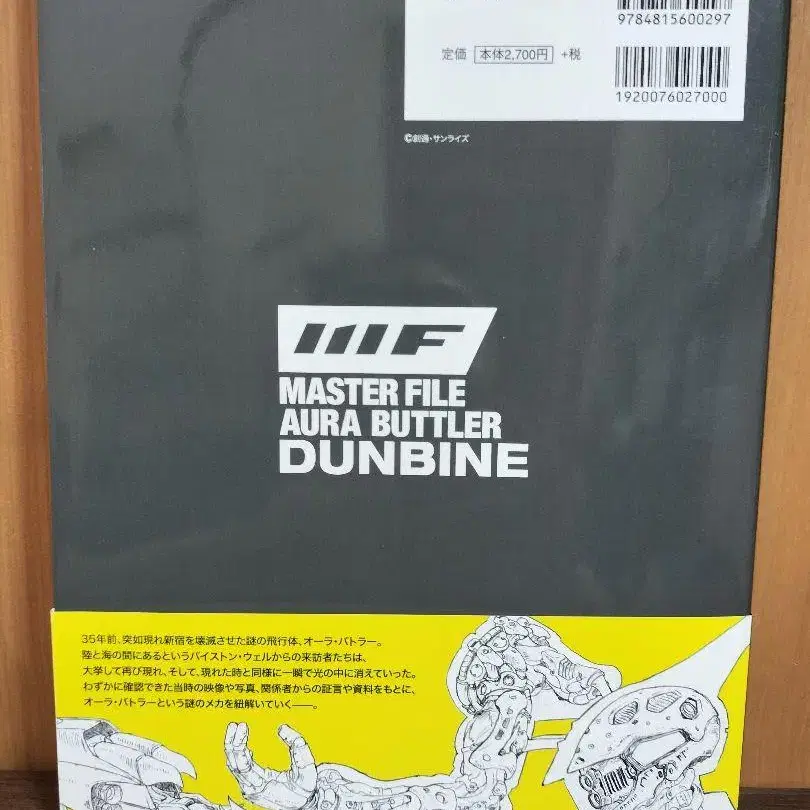 9784815600297
定価 本体2,700円 +税
1920076027000
©創通・サンライズ
MF
MASTER FILE
AURA BUTTLER
DUNBINE
35年前、突如現れ新宿を壊滅させた謎の飛行体、オーラ・バトラー。
陸と海の間にあるというバイストン・ウェルからの来訪者たちは、
大挙して再び現れ、そして、現れた時と同様に一瞬で光の中に消えていった。
わずかに確認できた当時の映像や写真、関係者からの証言や資料をもとに、
オーラ・バトラーという謎のメカを紐解いていく――。